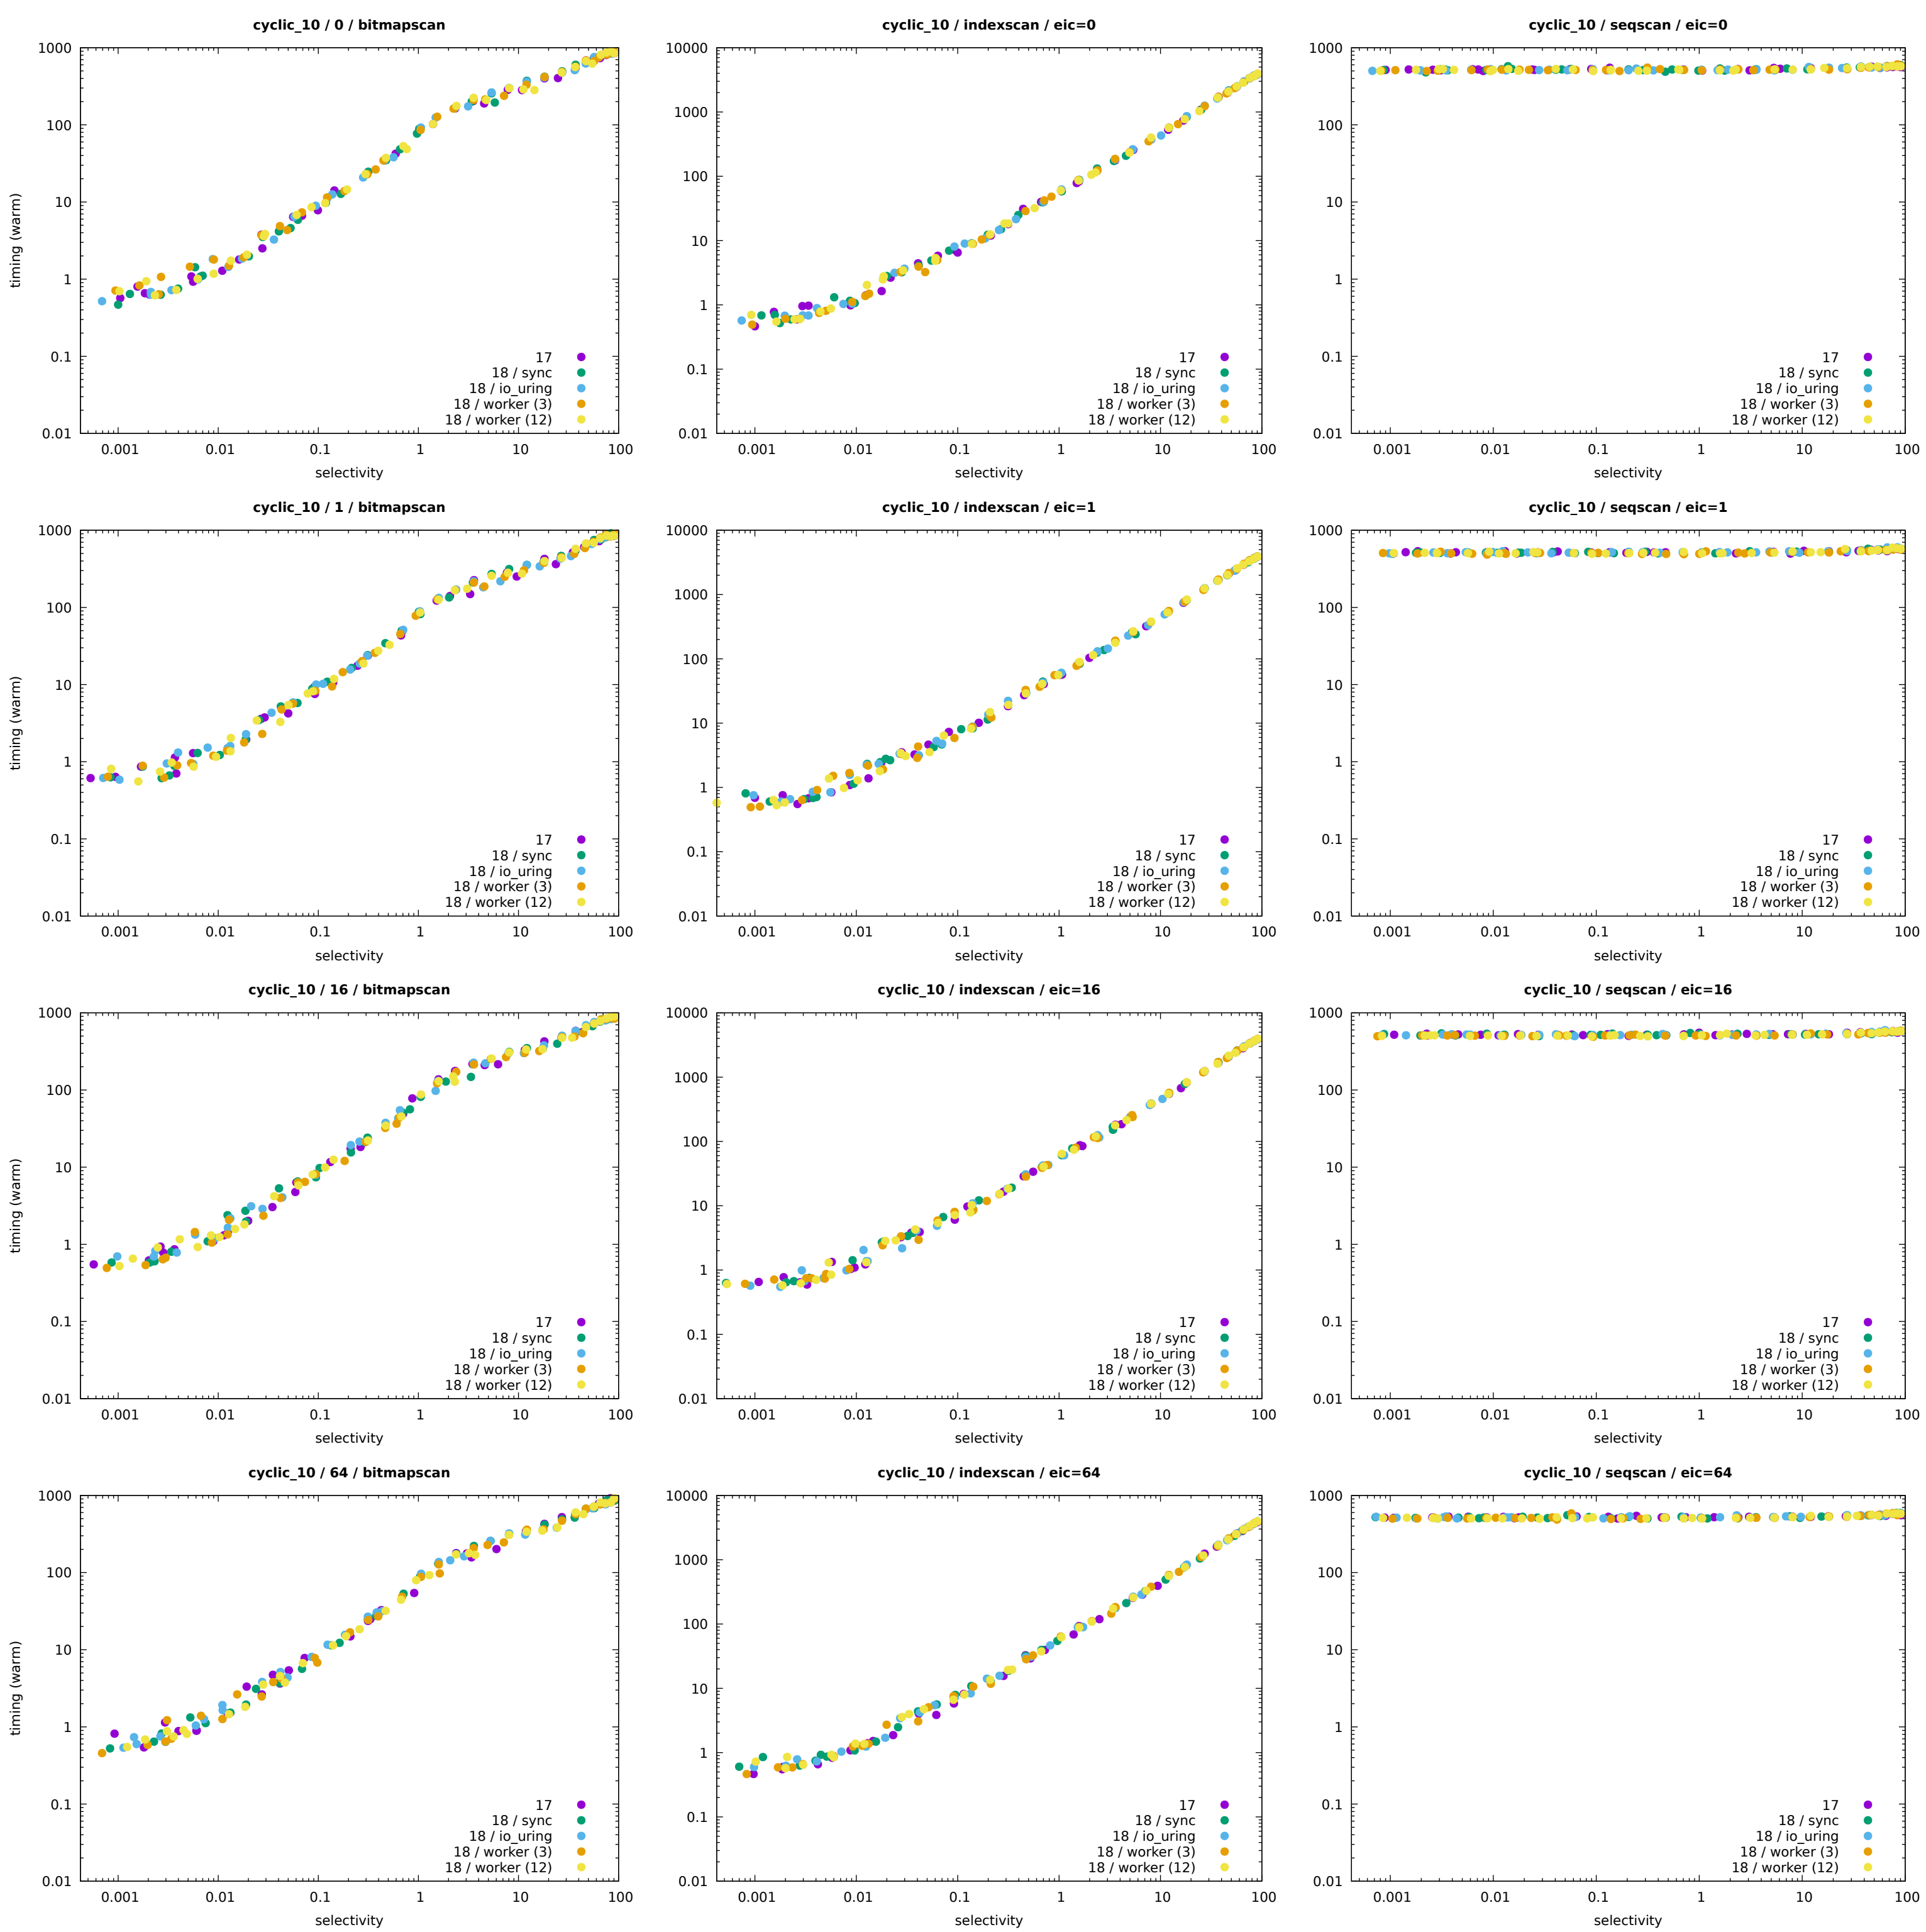 cyclic_10 / 0 / bitmapscan
timing (warm)
1000
100
10
1
0.1
0.01
17
18 / sync
18 / io_uring
18 / worker (3)
18 / worker (12)
0.001 0.01 0.1 1 10 100
selectivity
cyclic_10 / indexscan / eic=0
10000
1000
100
10
1
0.1
0.01
17
18 / sync
18 / io_uring
18 / worker (3)
18 / worker (12)
0.001 0.01 0.1 1 10 100
selectivity
cyclic_10 / seqscan / eic=0
1000
100
10
1
0.1
0.01
17
18 / sync
18 / io_uring
18 / worker (3)
18 / worker (12)
0.001 0.01 0.1 1 10 100
selectivity
cyclic_10 / 1 / bitmapscan
timing (warm)
1000
100
10
1
0.1
0.01
17
18 / sync
18 / io_uring
18 / worker (3)
18 / worker (12)
0.001 0.01 0.1 1 10 100
selectivity
cyclic_10 / indexscan / eic=1
10000
1000
100
10
1
0.1
0.01
17
18 / sync
18 / io_uring
18 / worker (3)
18 / worker (12)
0.001 0.01 0.1 1 10 100
selectivity
cyclic_10 / seqscan / eic=1
1000
100
10
1
0.1
0.01
17
18 / sync
18 / io_uring
18 / worker (3)
18 / worker (12)
0.001 0.01 0.1 1 10 100
selectivity
cyclic_10 / 16 / bitmapscan
timing (warm)
1000
100
10
1
0.1
0.01
17
18 / sync
18 / io_uring
18 / worker (3)
18 / worker (12)
0.001 0.01 0.1 1 10 100
selectivity
cyclic_10 / indexscan / eic=16
10000
1000
100
10
1
0.1
0.01
17
18 / sync
18 / io_uring
18 / worker (3)
18 / worker (12)
0.001 0.01 0.1 1 10 100
selectivity
cyclic_10 / seqscan / eic=16
1000
100
10
1
0.1
0.01
17
18 / sync
18 / io_uring
18 / worker (3)
18 / worker (12)
0.001 0.01 0.1 1 10 100
selectivity
cyclic_10 / 64 / bitmapscan
timing (warm)
1000
100
10
1
0.1
0.01
17
18 / sync
18 / io_uring
18 / worker (3)
18 / worker (12)
0.001 0.01 0.1 1 10 100
selectivity
cyclic_10 / indexscan / eic=64
10000
1000
100
10
1
0.1
0.01
17
18 / sync
18 / io_uring
18 / worker (3)
18 / worker (12)
0.001 0.01 0.1 1 10 100
selectivity
cyclic_10 / seqscan / eic=64
1000
100
10
1
0.1
0.01
17
18 / sync
18 / io_uring
18 / worker (3)
18 / worker (12)
0.001 0.01 0.1 1 10 100
selectivity